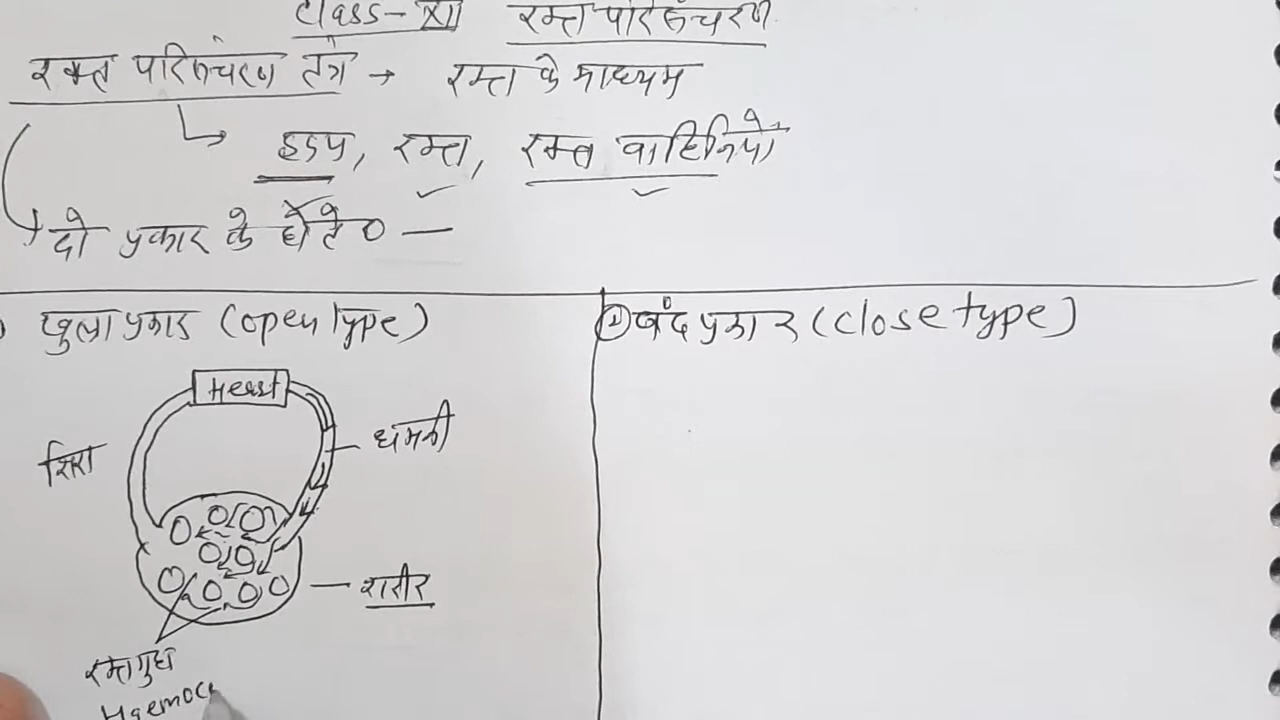 Class-XII रक्त परिसंचरण
रक्त परिसंचरण तंत्र → रक्त के माध्यम
हृदय, रक्त, रक्त वाहिनियों
दो प्रकार के होते —
खुला प्रकार (open Type)
② बंद प्रकार (close type)
Heart
धमनी
सिरा
शरीर
रक्तगुहा
Haemoc